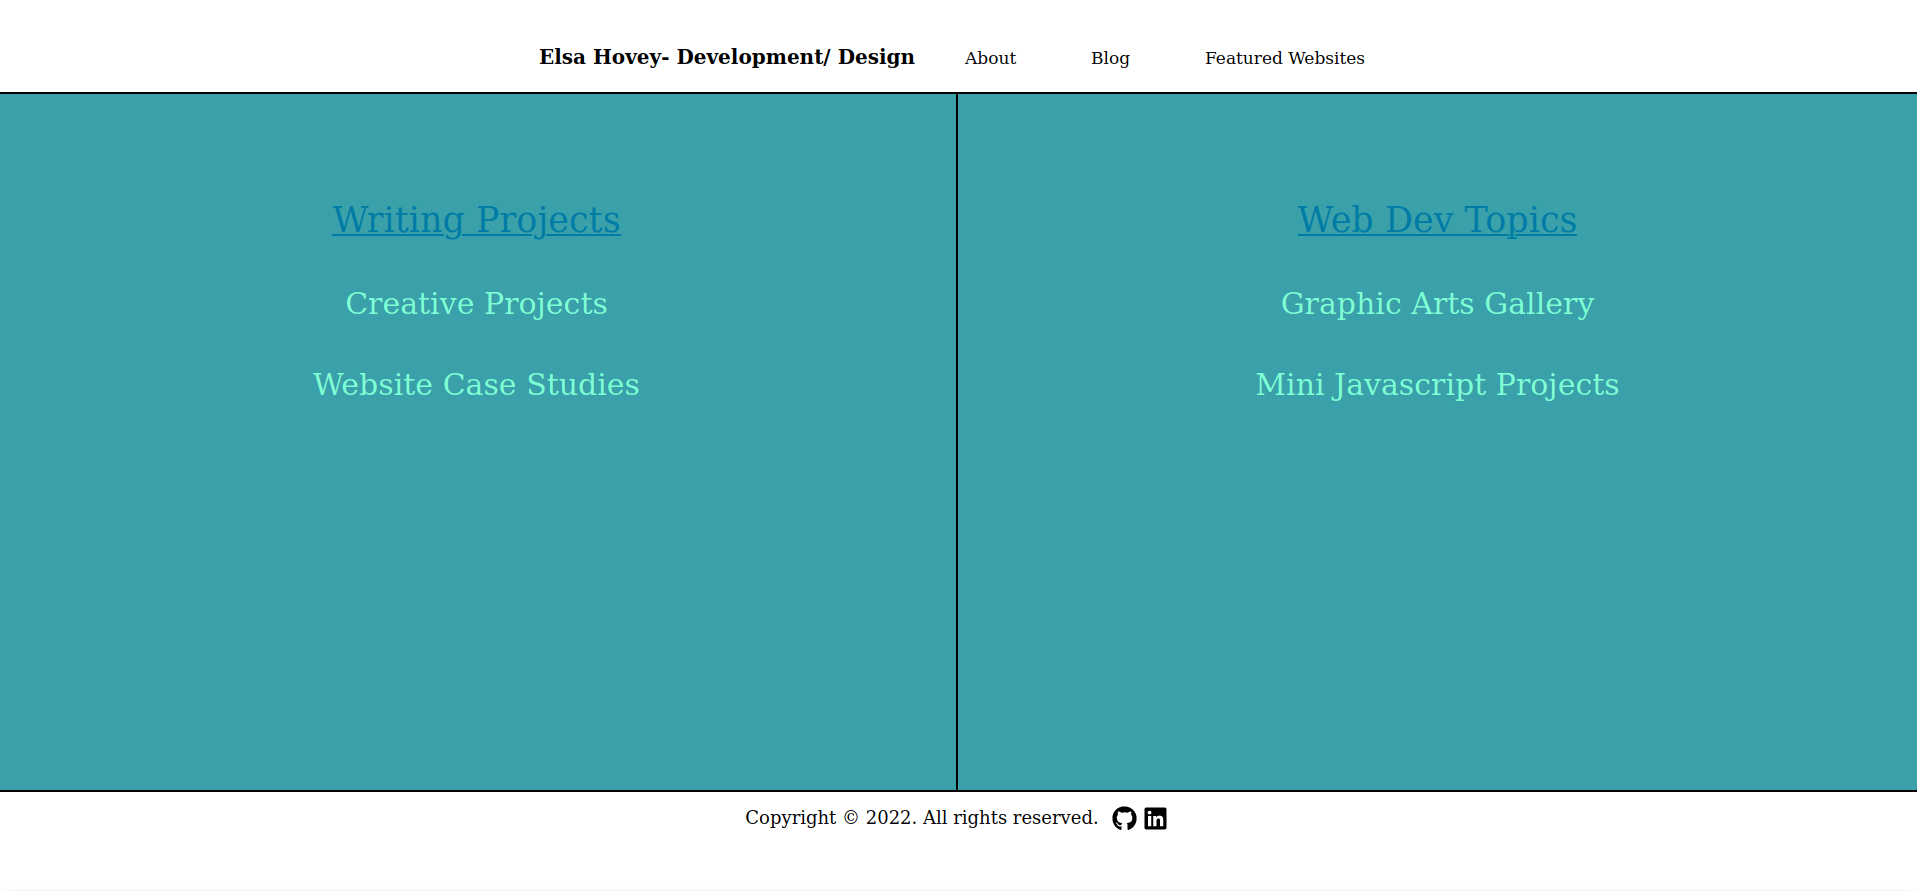 Elsa Hovey- Development/ Design About Blog Featured Websites
Writing Projects
Creative Projects
Website Case Studies
Web Dev Topics
Graphic Arts Gallery
Mini Javascript Projects
Copyright © 2022. All rights reserved.